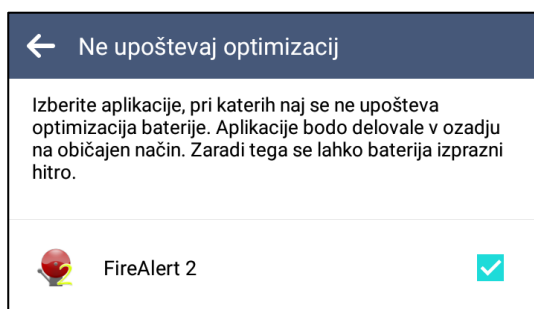 Ne upoštevaj optimizacij
Izberite aplikacije, pri katerih naj se ne upošteva
optimizacija baterije. Aplikacije bodo delovale v ozadju
na običajen način. Zaradi tega se lahko baterija izprazni
hitro.
2
FireAlert 2